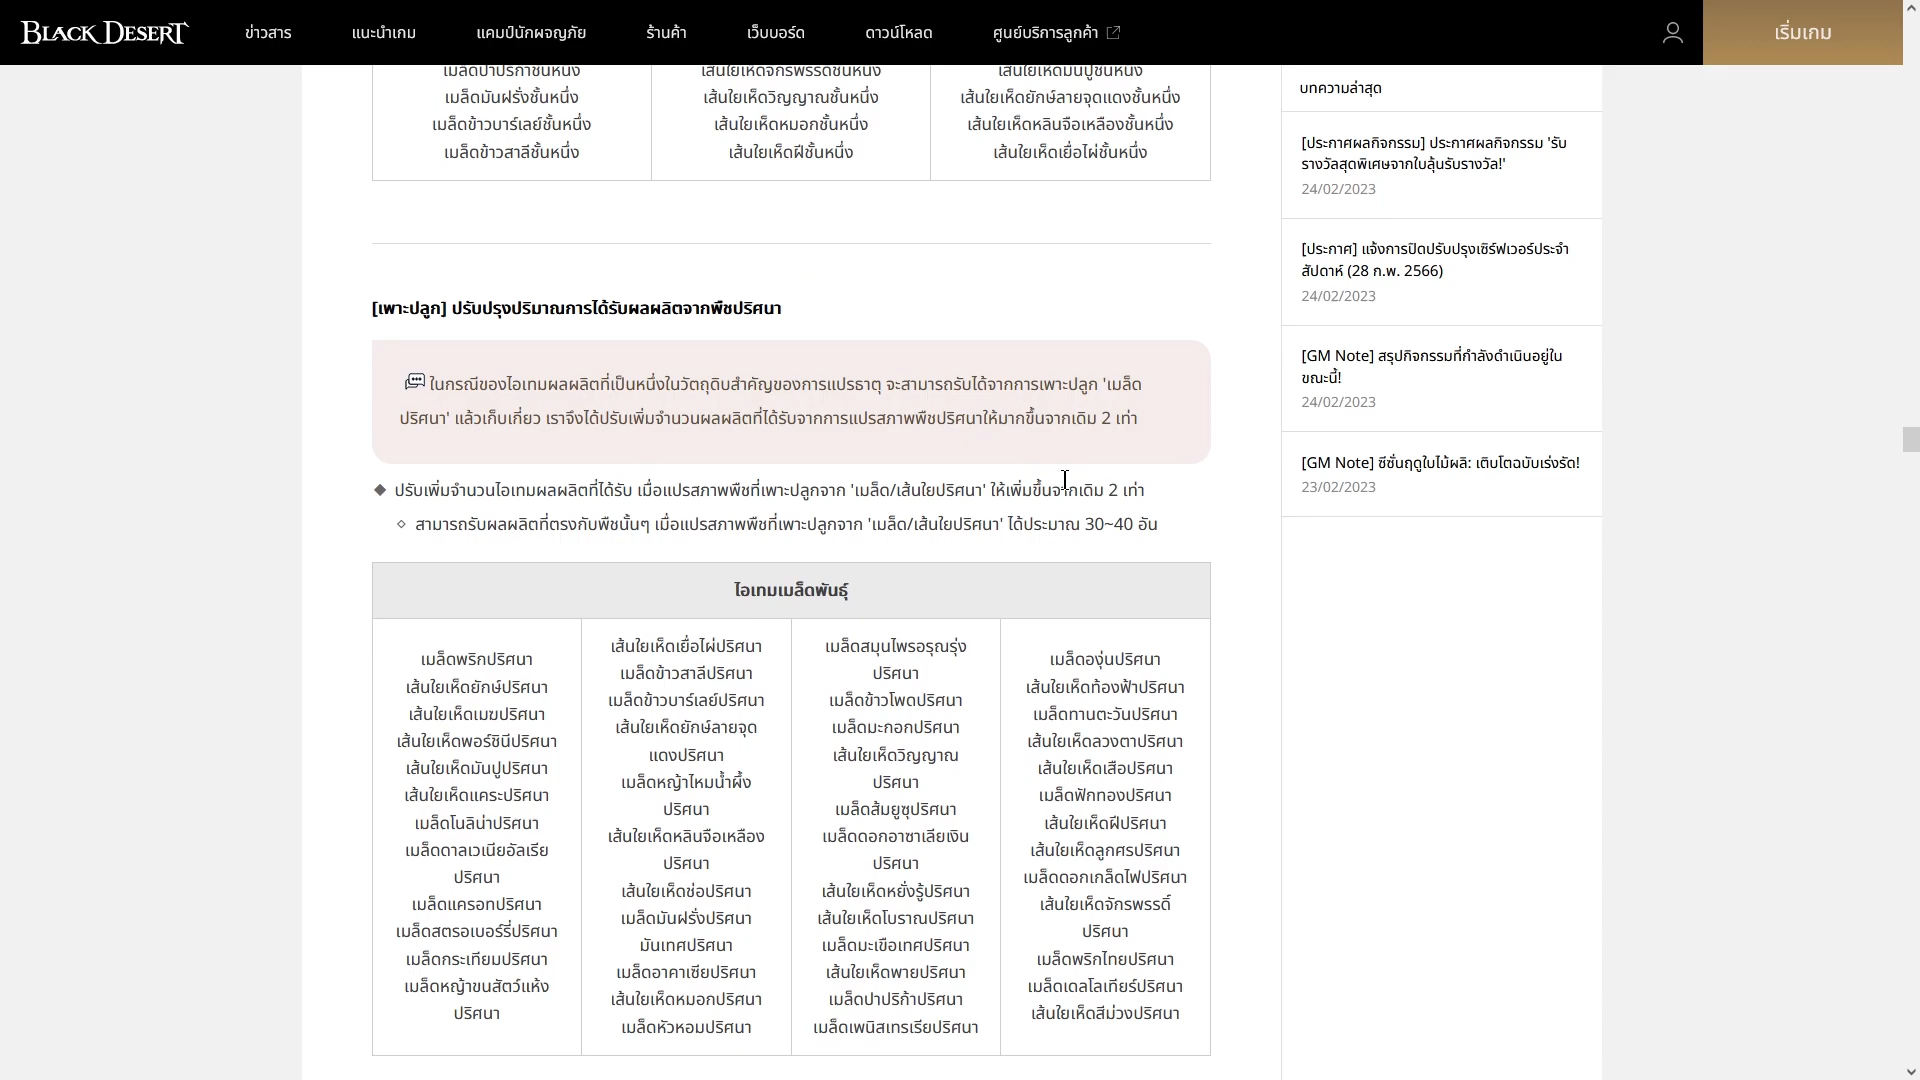 BLACK DESERT
ข่าวสาร
แนะนำเกม
แคมป์นักผจญภัย
ร้านค้า
เว็บบอร์ด
ดาวน์โหลด
ศูนย์บริการลูกค้า
เริ่มเกม
เมล็ดปาปริก้าชั้นหนึ่ง
เมล็ดมันฝรั่งชั้นหนึ่ง
เมล็ดข้าวบาร์เลย์ชั้นหนึ่ง
เมล็ดข้าวสาลีชั้นหนึ่ง
เส้นใยเห็ดจักรพรรดิ์ชั้นหนึ่ง
เส้นใยเห็ดวิญญาณชั้นหนึ่ง
เส้นใยเห็ดหมอกชั้นหนึ่ง
เส้นใยเห็ดฝีชั้นหนึ่ง
เส้นใยเห็ดมันปูชั้นหนึ่ง
เส้นใยเห็ดยักษ์ลายจุดแดงชั้นหนึ่ง
เส้นใยเห็ดหลินจือเหลืองชั้นหนึ่ง
เส้นใยเห็ดเยื่อไผ่ชั้นหนึ่ง
[เพาะปลูก] ปรับปรุงปริมาณการได้รับผลผลิตจากพืชปริศนา
ในกรณีของไอเทมผลผลิตที่เป็นหนึ่งในวัตถุดิบสำคัญของการแปรธาตุ จะสามารถรับได้จากการเพาะปลูก 'เมล็ด
ปริศนา' แล้วเก็บเกี่ยว เราจึงได้ปรับเพิ่มจำนวนผลผลิตที่ได้รับจากการแปรสภาพพืชปริศนาให้มากขึ้นจากเดิม 2 เท่า
ปรับเพิ่มจำนวนไอเทมผลผลิตที่ได้รับ เมื่อแปรสภาพพืชที่เพาะปลูกจาก 'เมล็ด/เส้นใยปริศนา' ให้เพิ่มขึ้นจากเดิม 2 เท่า
สามารถรับผลผลิตที่ตรงกับพืชนั้นๆ เมื่อแปรสภาพพืชที่เพาะปลูกจาก 'เมล็ด/เส้นใยปริศนา' ได้ประมาณ 30~40 อัน
ไอเทมเมล็ดพันธุ์
เมล็ดพริกปริศนา
เส้นใยเห็ดยักษ์ปริศนา
เส้นใยเห็ดเมฆปริศนา
เส้นใยเห็ดพอร์ชินีปริศนา
เส้นใยเห็ดมันปูปริศนา
เส้นใยเห็ดแคระปริศนา
เมล็ดโนลิน่าปริศนา
เมล็ดดาลเวเนียอัลเรีย
ปริศนา
เมล็ดแครอทปริศนา
เมล็ดสตรอเบอร์รี่ปริศนา
เมล็ดกระเทียมปริศนา
เมล็ดหญ้าขนสัตว์แห้ง
ปริศนา
เส้นใยเห็ดเยื่อไผ่ปริศนา
เมล็ดข้าวสาลีปริศนา
เมล็ดข้าวบาร์เลย์ปริศนา
เส้นใยเห็ดยักษ์ลายจุด
แดงปริศนา
เมล็ดหญ้าไหมน้ำผึ้ง
ปริศนา
เส้นใยเห็ดหลินจือเหลือง
ปริศนา
เส้นใยเห็ดช่อปริศนา
เมล็ดมันฝรั่งปริศนา
มันเทศปริศนา
เมล็ดอาคาเซียปริศนา
เส้นใยเห็ดหมอกปริศนา
เมล็ดหัวหอมปริศนา
เมล็ดสมุนไพรอรุณรุ่ง
ปริศนา
เมล็ดข้าวโพดปริศนา
เมล็ดมะกอกปริศนา
เส้นใยเห็ดวิญญาณ
ปริศนา
เมล็ดส้มยูซุปริศนา
เมล็ดดอกอาซาเลียเงิน
ปริศนา
เส้นใยเห็ดหยั่งรู้ปริศนา
เส้นใยเห็ดโบราณปริศนา
เมล็ดมะเขือเทศปริศนา
เส้นใยเห็ดพายปริศนา
เมล็ดปาปริก้าปริศนา
เมล็ดเพนิสเทรเรียปริศนา
เมล็ดองุ่นปริศนา
เส้นใยเห็ดท้องฟ้าปริศนา
เมล็ดทานตะวันปริศนา
เส้นใยเห็ดลวงตาปริศนา
เส้นใยเห็ดเสือปริศนา
เมล็ดฟักทองปริศนา
เส้นใยเห็ดฝีปริศนา
เส้นใยเห็ดลูกศรปริศนา
เมล็ดดอกเกล็ดไฟปริศนา
เส้นใยเห็ดจักรพรรดิ์
ปริศนา
เมล็ดพริกไทยปริศนา
เมล็ดเดลโลเทียร์ปริศนา
เส้นใยเห็ดสีม่วงปริศนา
บทความล่าสุด
[ประกาศผลกิจกรรม] ประกาศผลกิจกรรม 'รับ
รางวัลสุดพิเศษจากใบลุ้นรับรางวัล!'
24/02/2023
[ประกาศ] แจ้งการปิดปรับปรุงเซิร์ฟเวอร์ประจำ
สัปดาห์ (28 ก.พ. 2566)
24/02/2023
[GM Note] สรุปกิจกรรมที่กำลังดำเนินอยู่ใน
ขณะนี้!
24/02/2023
[GM Note] ซีซั่นฤดูใบไม้ผลิ: เติบโตฉบับเร่งรัด!
23/02/2023